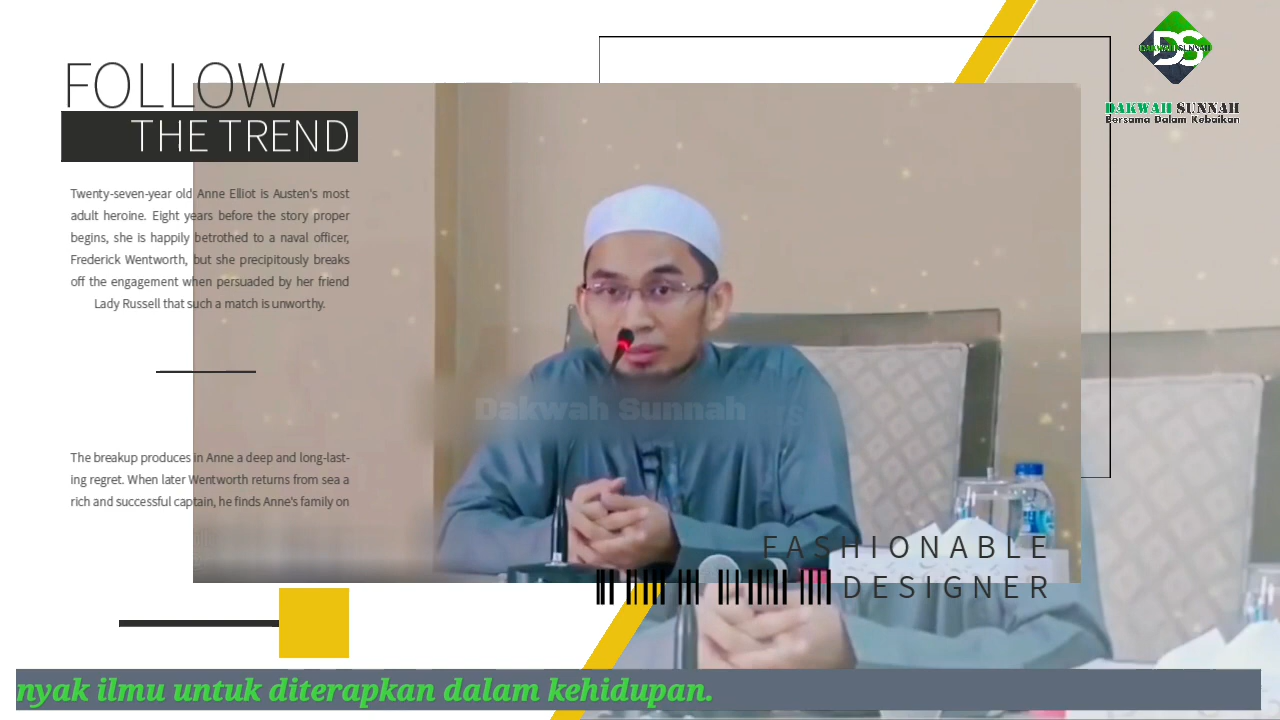 FOLLOW
THE TREND
Twenty-seven-year old Anne Elliot is Austen's most
adult heroine. Eight years before the story proper
begins, she is happily betrothed to a naval officer,
Frederick Wentworth, but she precipitously breaks
off the engagement when persuaded by her friend
Lady Russell that such a match is unworthy.
The breakup produces in Anne a deep and long-last-
ing regret. When later Wentworth returns from sea a
rich and successful captain, he finds Anne's family on
DS
DAKWAH SUNNAH
DAKWAH SUNNAH
Bersama Dalam Kebaikan
Dakwah Sunnah
FASHIONABLE
DESIGNER
nyak ilmu untuk diterapkan dalam kehidupan.